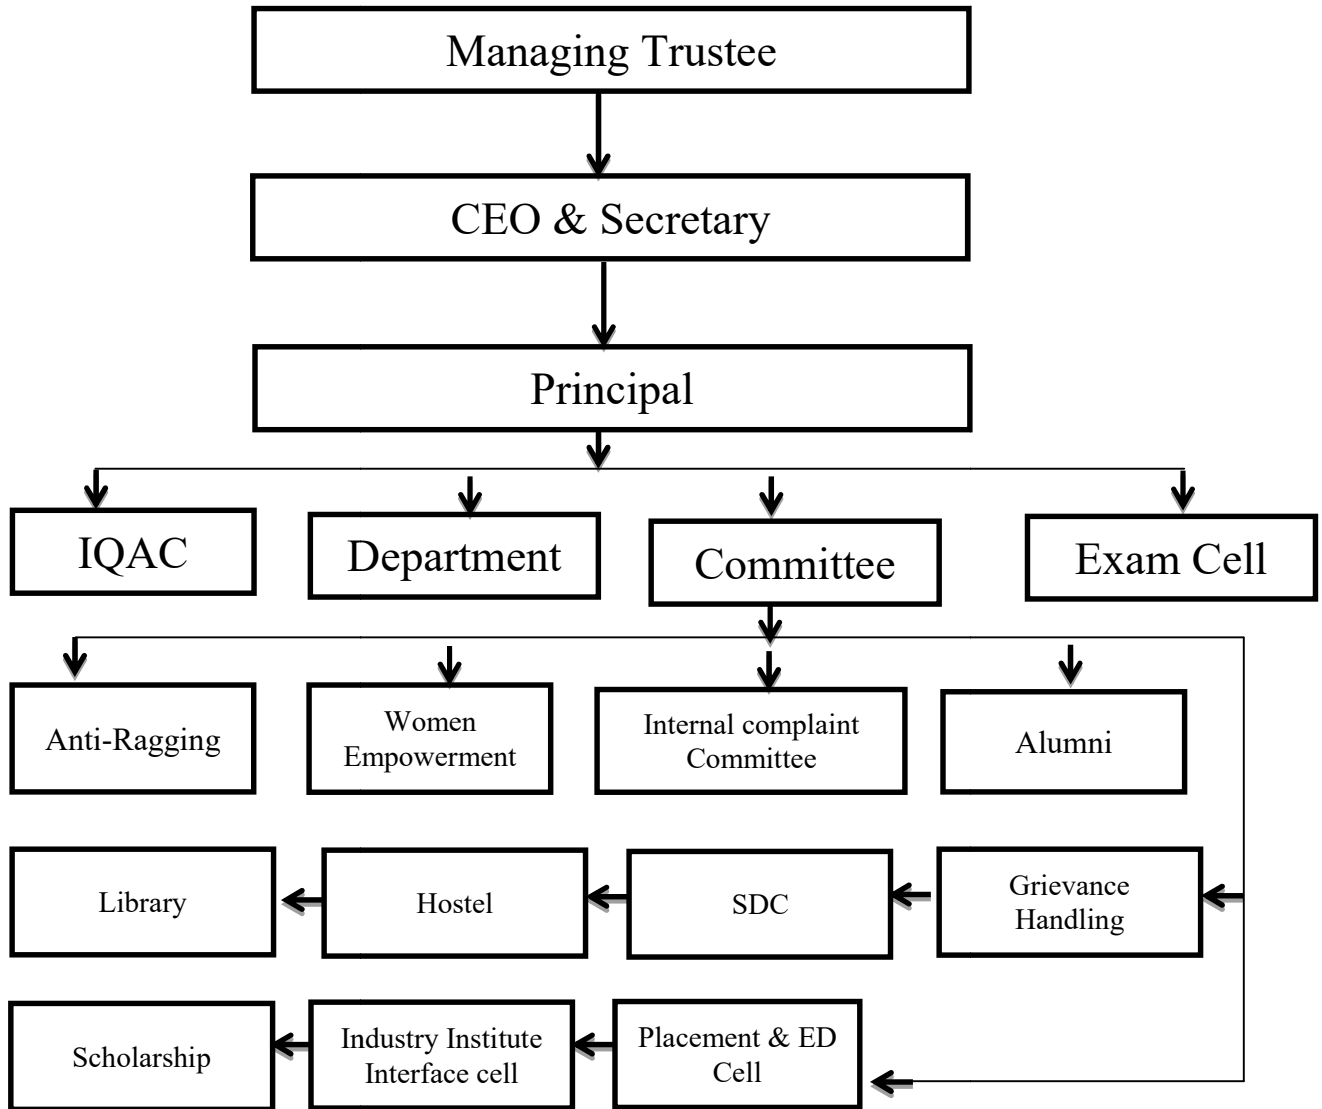 Managing Trustee
CEO & Secretary
Principal
IQAC
Department
Committee
Exam Cell
Anti-Ragging
Women
Empowerment
Internal complaint
Committee
Alumni
Library
Hostel
SDC
Grievance
Handling
Scholarship
Industry Institute
Interface cell
Placement & ED
Cell